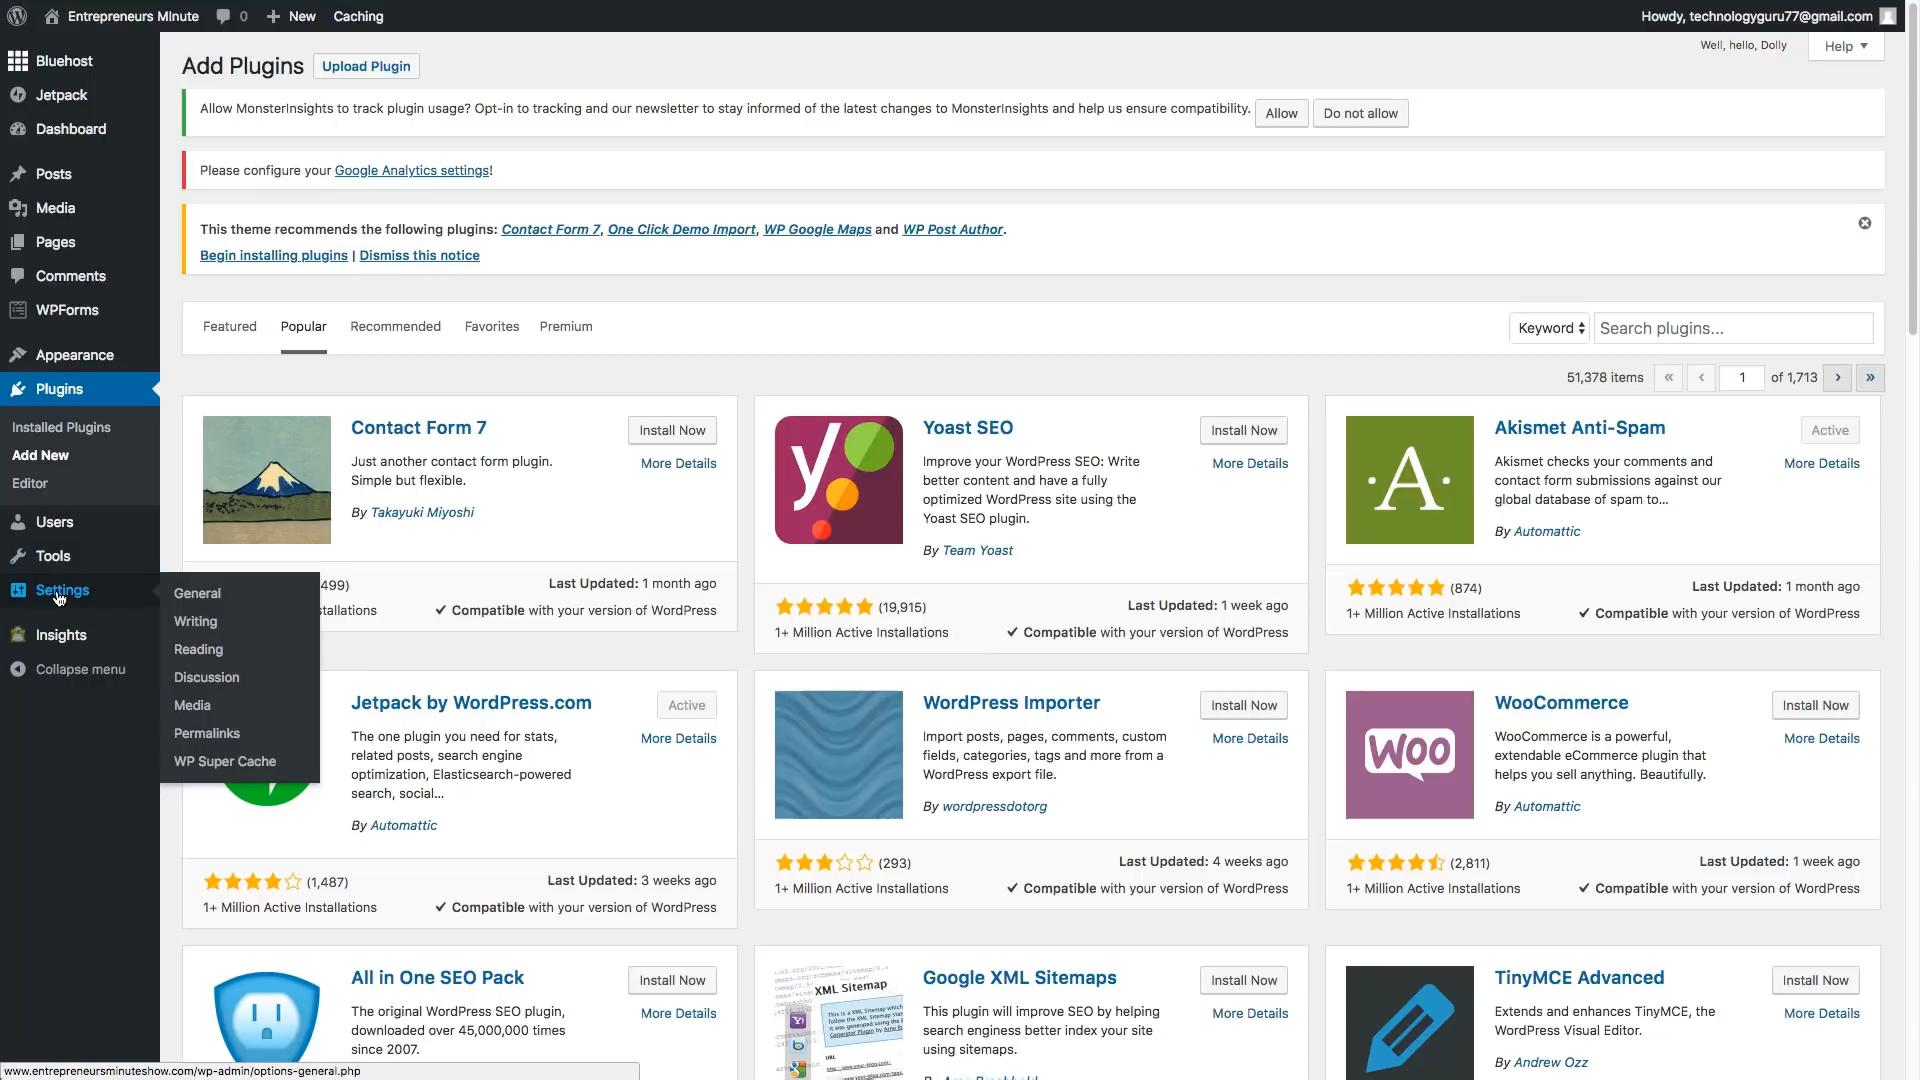 Entrepreneurs MInute 0 New Caching Howdy, technologyguru77@gmail.com
Well, hello, Dolly
Help
Bluehost
Jetpack
Dashboard
Posts
Media
Pages
Comments
WPForms
Appearance
Plugins
Installed Plugins
Add New
Editor
Users
Tools
Settings
Insights
Collapse menu
General
Writing
Reading
Discussion
Media
Permalinks
WP Super Cache
Add Plugins Upload Plugin
Allow MonsterInsights to track plugin usage? Opt-in to tracking and our newsletter to stay informed of the latest changes to MonsterInsights and help us ensure compatibility. Allow Do not allow
Please configure your Google Analytics settings!
This theme recommends the following plugins: Contact Form 7, One Click Demo Import, WP Google Maps and WP Post Author.
Begin installing plugins | Dismiss this notice
Featured Popular Recommended Favorites Premium Keyword Search plugins...
51,378 items « ‹ 1 of 1,713 › »
Contact Form 7
Install Now
More Details
Just another contact form plugin.
Simple but flexible.
By Takayuki Miyoshi
499)
Last Updated: 1 month ago
stallations
✓ Compatible with your version of WordPress
Yoast SEO
Install Now
More Details
Improve your WordPress SEO: Write
better content and have a fully
optimized WordPress site using the
Yoast SEO plugin.
By Team Yoast
(19,915)
Last Updated: 1 week ago
1+ Million Active Installations
✓ Compatible with your version of WordPress
·A·
Akismet Anti-Spam
Active
More Details
Akismet checks your comments and
contact form submissions against our
global database of spam to...
By Automattic
(874)
Last Updated: 1 month ago
1+ Million Active Installations
✓ Compatible with your version of WordPress
Jetpack by WordPress.com
Active
More Details
The one plugin you need for stats,
related posts, search engine
optimization, Elasticsearch-powered
search, social...
By Automattic
(1,487)
Last Updated: 3 weeks ago
1+ Million Active Installations
✓ Compatible with your version of WordPress
WordPress Importer
Install Now
More Details
Import posts, pages, comments, custom
fields, categories, tags and more from a
WordPress export file.
By wordpressdotorg
(293)
Last Updated: 4 weeks ago
1+ Million Active Installations
✓ Compatible with your version of WordPress
WOO
WooCommerce
Install Now
More Details
WooCommerce is a powerful,
extendable eCommerce plugin that
helps you sell anything. Beautifully.
By Automattic
(2,811)
Last Updated: 1 week ago
1+ Million Active Installations
✓ Compatible with your version of WordPress
All in One SEO Pack
Install Now
More Details
The original WordPress SEO plugin,
downloaded over 45,000,000 times
since 2007.
XML Sitemap
Google XML Sitemaps
Install Now
More Details
This plugin will improve SEO by helping
search enginess better index your site
using sitemaps.
TinyMCE Advanced
Install Now
More Details
Extends and enhances TinyMCE, the
WordPress Visual Editor.
By Andrew Ozz
www.entrepreneursminuteshow.com/wp-admin/options-general.php